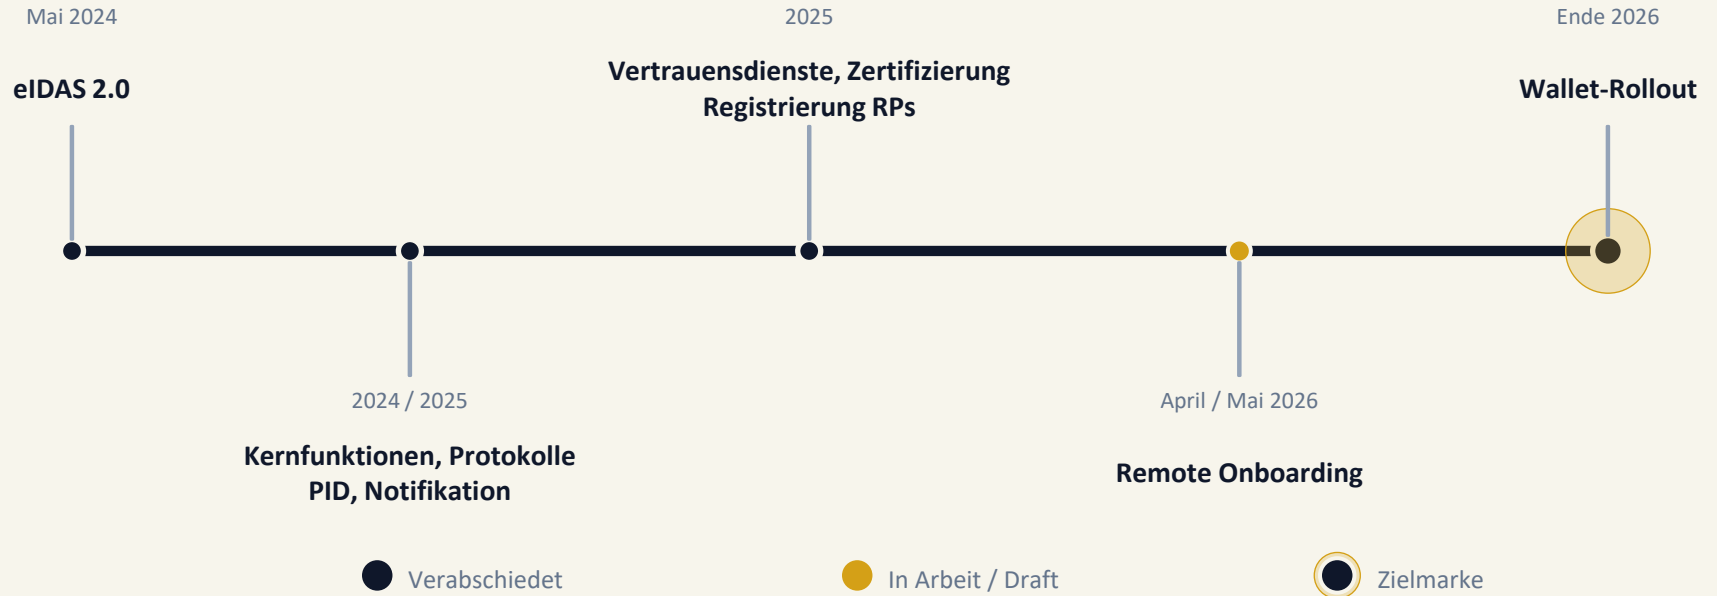 Mai 2024
eIDAS 2.0
2024 / 2025
Kernfunktionen, Protokolle
PID, Notifikation
2025
Vertrauensdienste, Zertifizierung
Registrierung RPs
April / Mai 2026
Remote Onboarding
Ende 2026
Wallet-Rollout
Verabschiedet
In Arbeit / Draft
Zielmarke